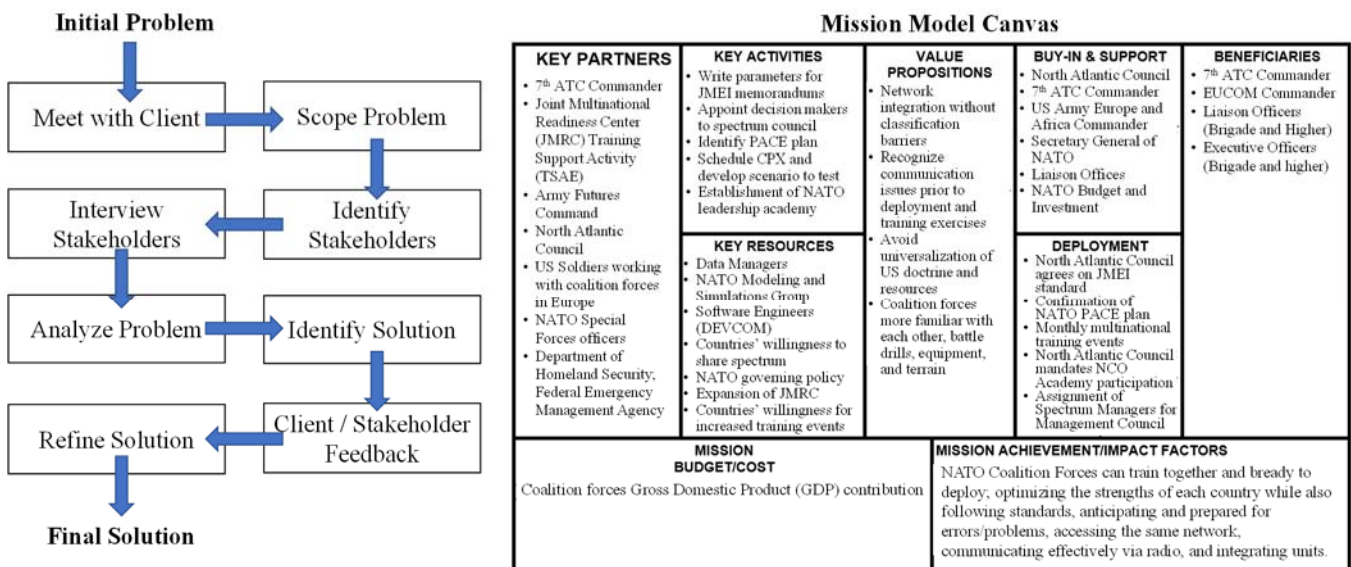 Initial Problem
Meet with Client
Scope Problem
Interview
Stakeholders
Identify
Stakeholders
Analyze Problem
Identify Solution
Refine Solution
Client / Stakeholder
Feedback
Final Solution
Mission Model Canvas
KEY PARTNERS
• 7th ATC Commander
• Joint Multinational
Readiness Center
(JMRC) Training
Support Activity
(TSAE)
• Army Futures
Command
• North Atlantic
Council
• US Soldiers working
with coalition forces
in Europe
• NATO Special
Forces officers
• Department of
Homeland Security,
Federal Emergency
Management Agency
KEY ACTIVITIES
• Write parameters for
JMEI memorandums
• Appoint decision makers
to spectrum council
• Identify PACE plan
• Schedule CPX and
develop scenario to test
• Establishment of NATO
leadership academy
KEY RESOURCES
• Data Managers
• NATO Modeling and
Simulations Group
• Software Engineers
(DEVCOM)
• Countries' willingness to
share spectrum
• NATO governing policy
• Expansion of JMRC
• Countries' willingness for
increased training events
VALUE
PROPOSITIONS
• Network
integration without
classification
barriers
• Recognize
communication
issues prior to
deployment and
training exercises
• Avoid
universalization of
US doctrine and
resources
• Coalition forces
more familiar with
each other, battle
drills, equipment,
and terrain
BUY-IN & SUPPORT
• North Atlantic Council
• 7th ATC Commander
• US Army Europe and
Africa Commander
• Secretary General of
NATO
• Liaison Offices
• NATO Budget and
Investment
DEPLOYMENT
• North Atlantic Council
agrees on JMEI
standard
• Confirmation of
NATO PACE plan
• Monthly multinational
training events
• North Atlantic Council
mandates NCO
Academy participation
• Assignment of
Spectrum Managers for
Management Council
BENEFICIARIES
• 7th ATC Commander
• EUCOM Commander
• Liaison Officers
(Brigade and Higher)
• Executive Officers
(Brigade and higher)
MISSION
BUDGET/COST
Coalition forces Gross Domestic Product (GDP) contribution
MISSION ACHIEVEMENT/IMPACT FACTORS
NATO Coalition Forces can train together and bready to
deploy; optimizing the strengths of each country while also
following standards, anticipating and prepared for
errors/problems, accessing the same network,
communicating effectively via radio, and integrating units.